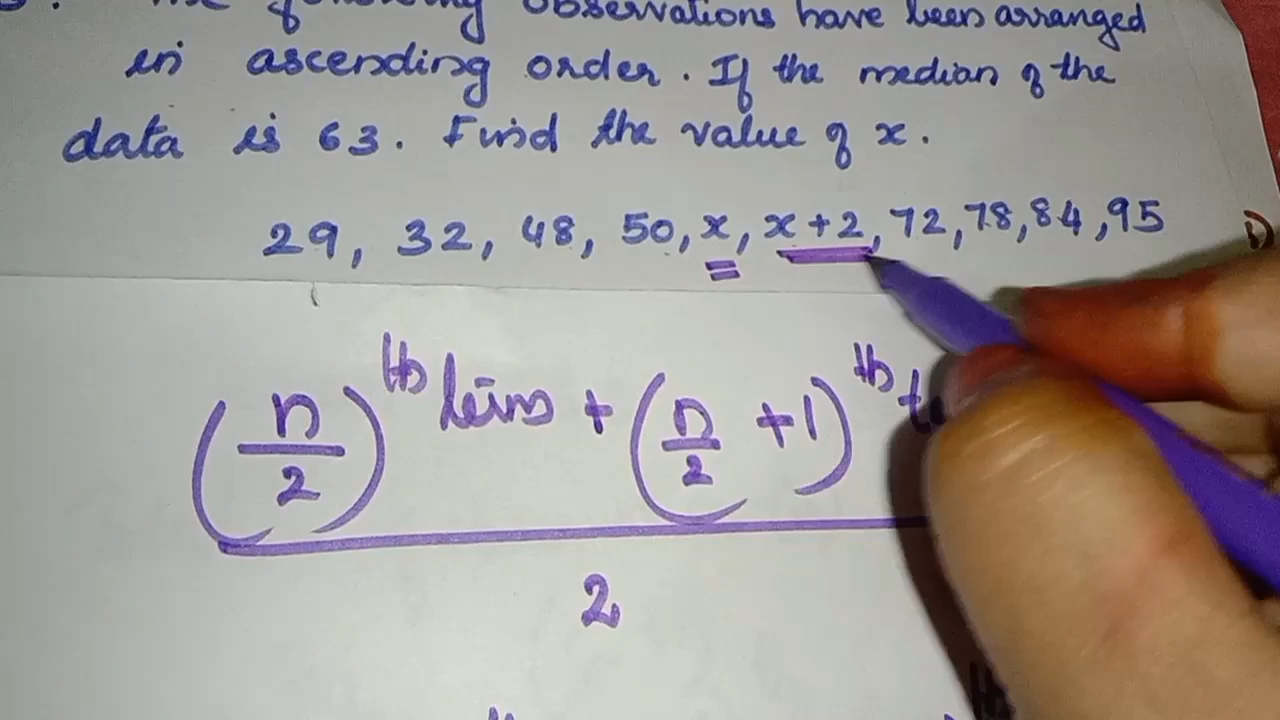 observations have been arranged
in ascending order. If the median of the
data is 63. Find the value of x.
29, 32, 48, 50, x, x+2, 72, 78, 84, 95
(n/2)th term + (n/2 + 1)th te
2